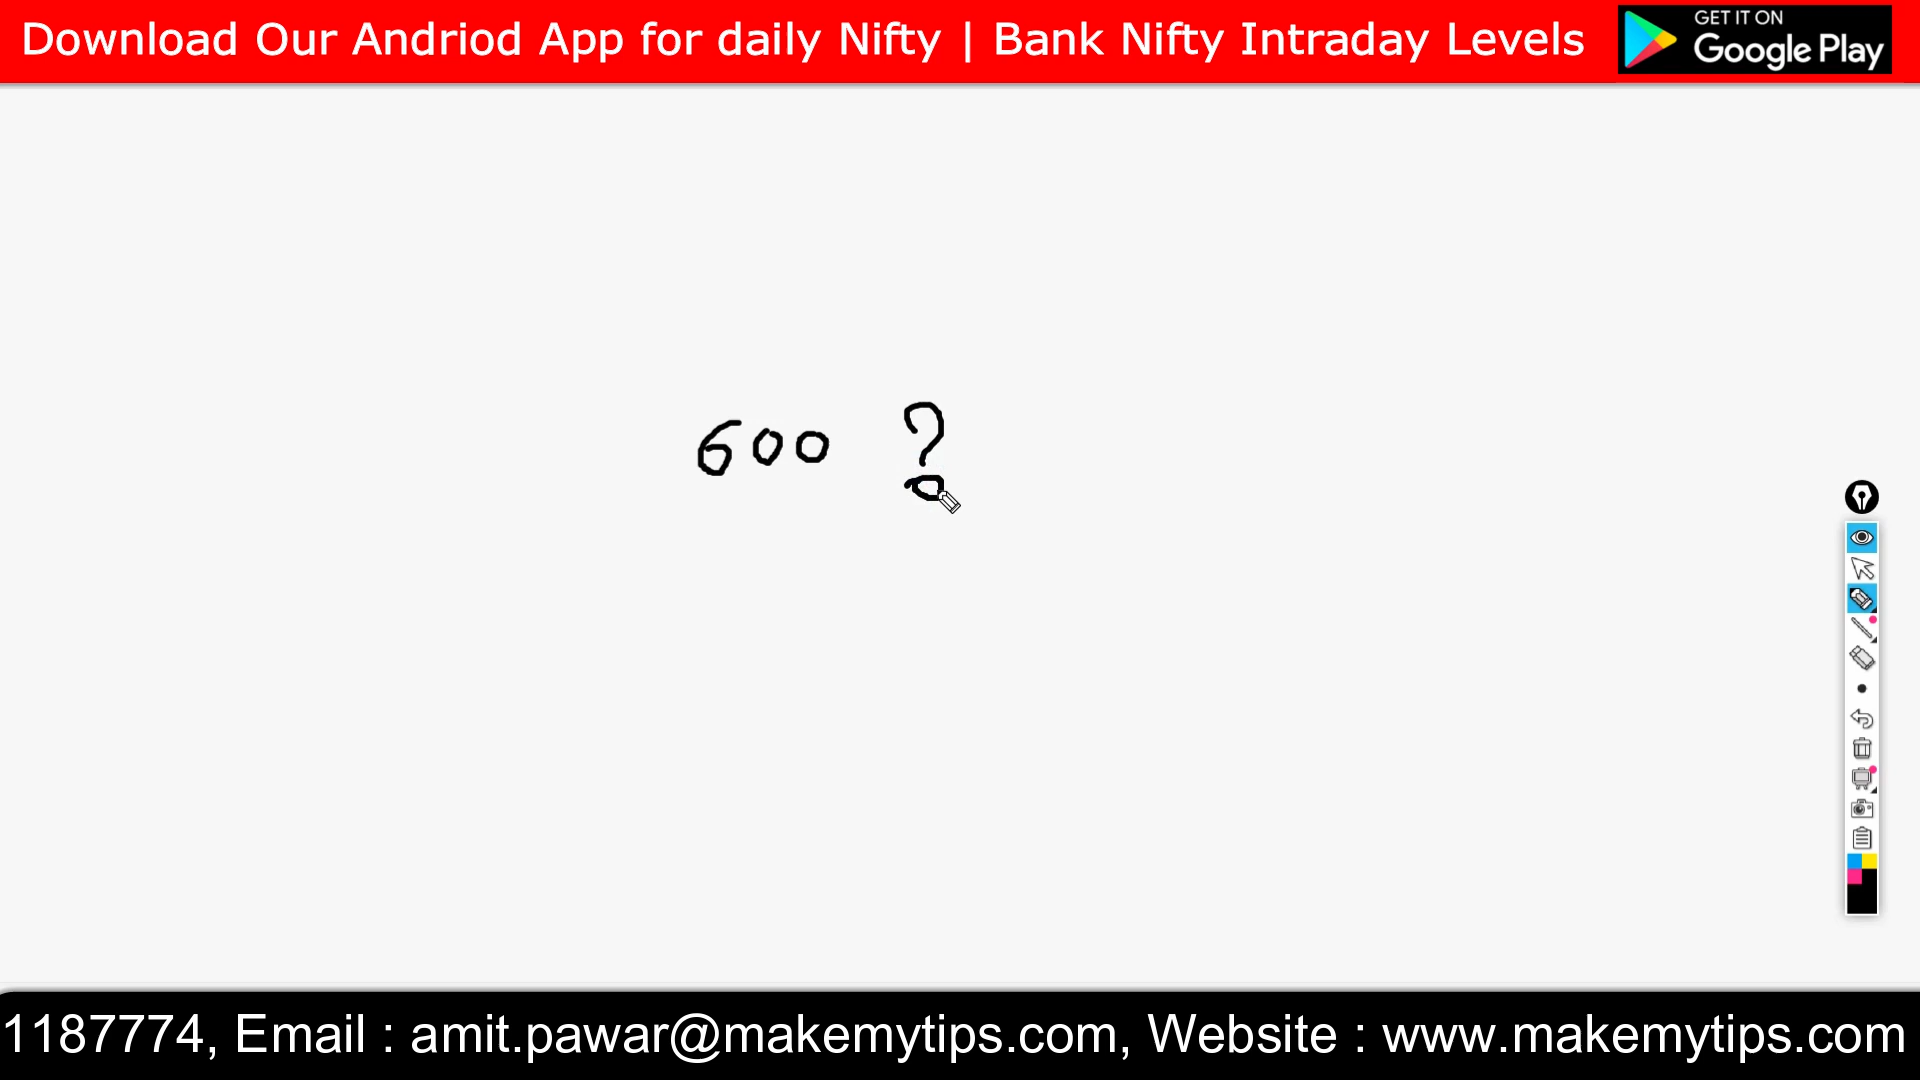 Download Our Andriod App for daily Nifty | Bank Nifty Intraday Levels
GET IT ON
Google Play
600 ?
1187774, Email : amit.pawar@makemytips.com, Website : www.makemytips.com